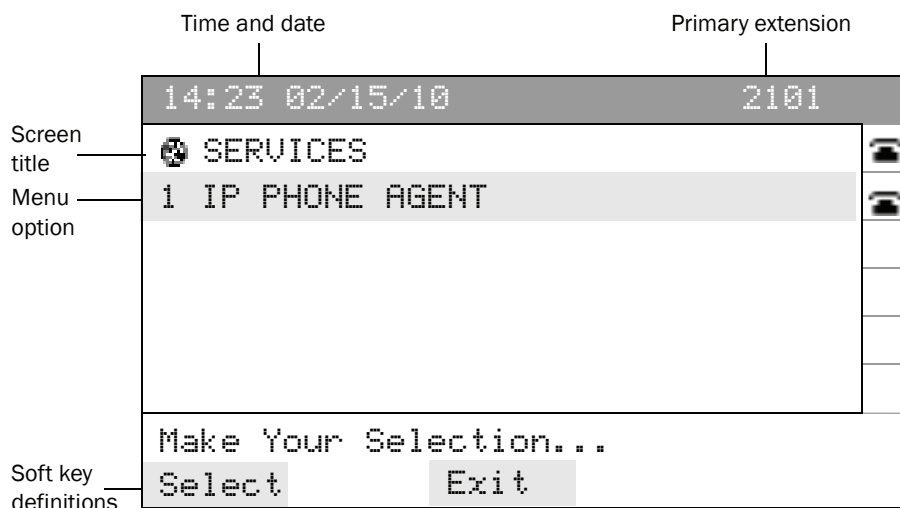 Time and date
Primary extension
14:23 02/15/10 2101
Screen
title
SERVICES
Menu
option
1 IP PHONE AGENT
Make Your Selection...
Soft key
definitions
Select Exit